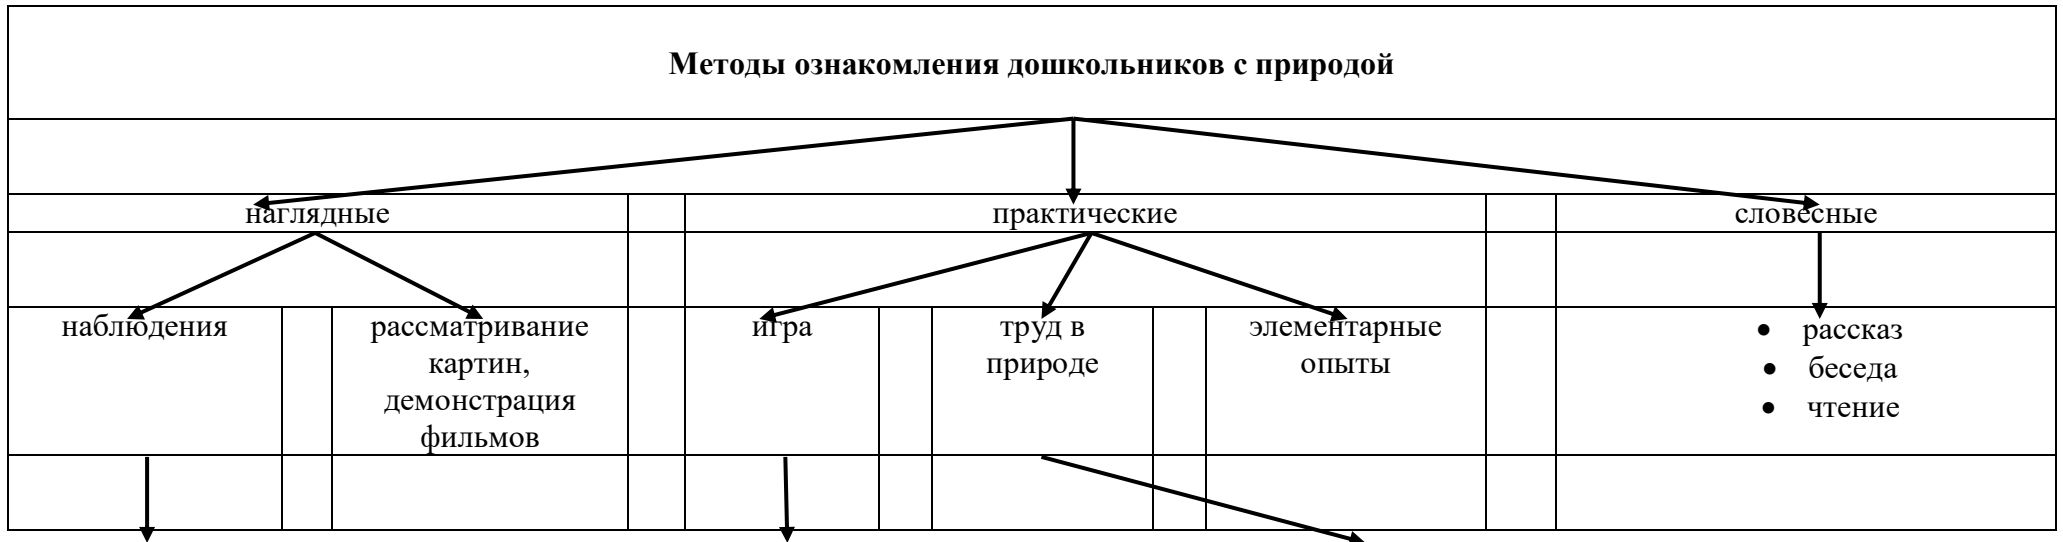 Методы ознакомления дошкольников с природой
наглядные
практические
словесные
наблюдения
рассматривание
картин,
демонстрация
фильмов
игра
труд в
природе
элементарные
опыты
• рассказ
• беседа
• чтение